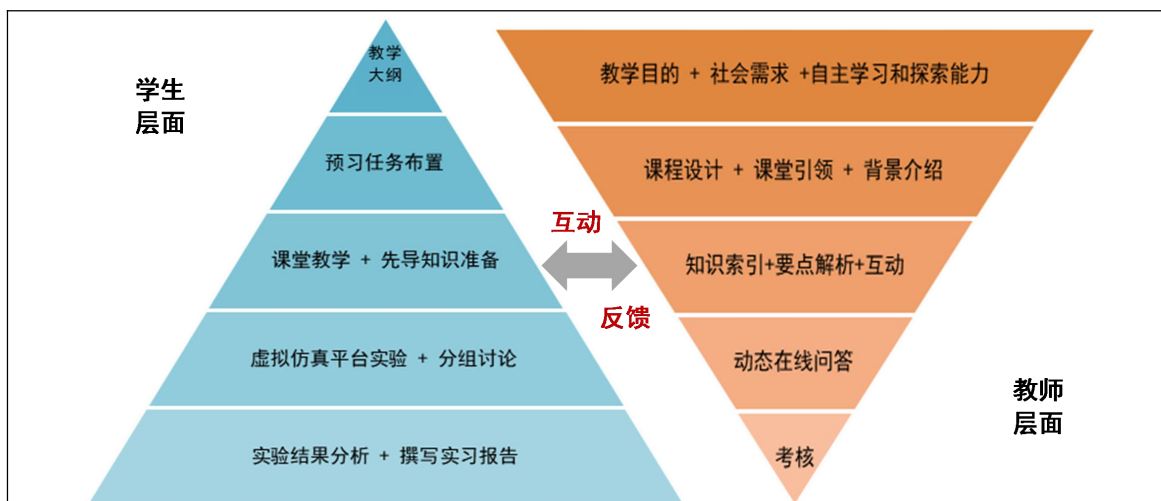 学生
层面
教学
大纲
预习任务布置
课堂教学 + 先导知识准备
虚拟仿真平台实验 + 分组讨论
实验结果分析 + 撰写实习报告
互动
反馈
教学目的 + 社会需求 +自主学习和探索能力
课程设计 + 课堂引领 + 背景介绍
知识索引+要点解析+互动
动态在线问答
考核
教师
层面